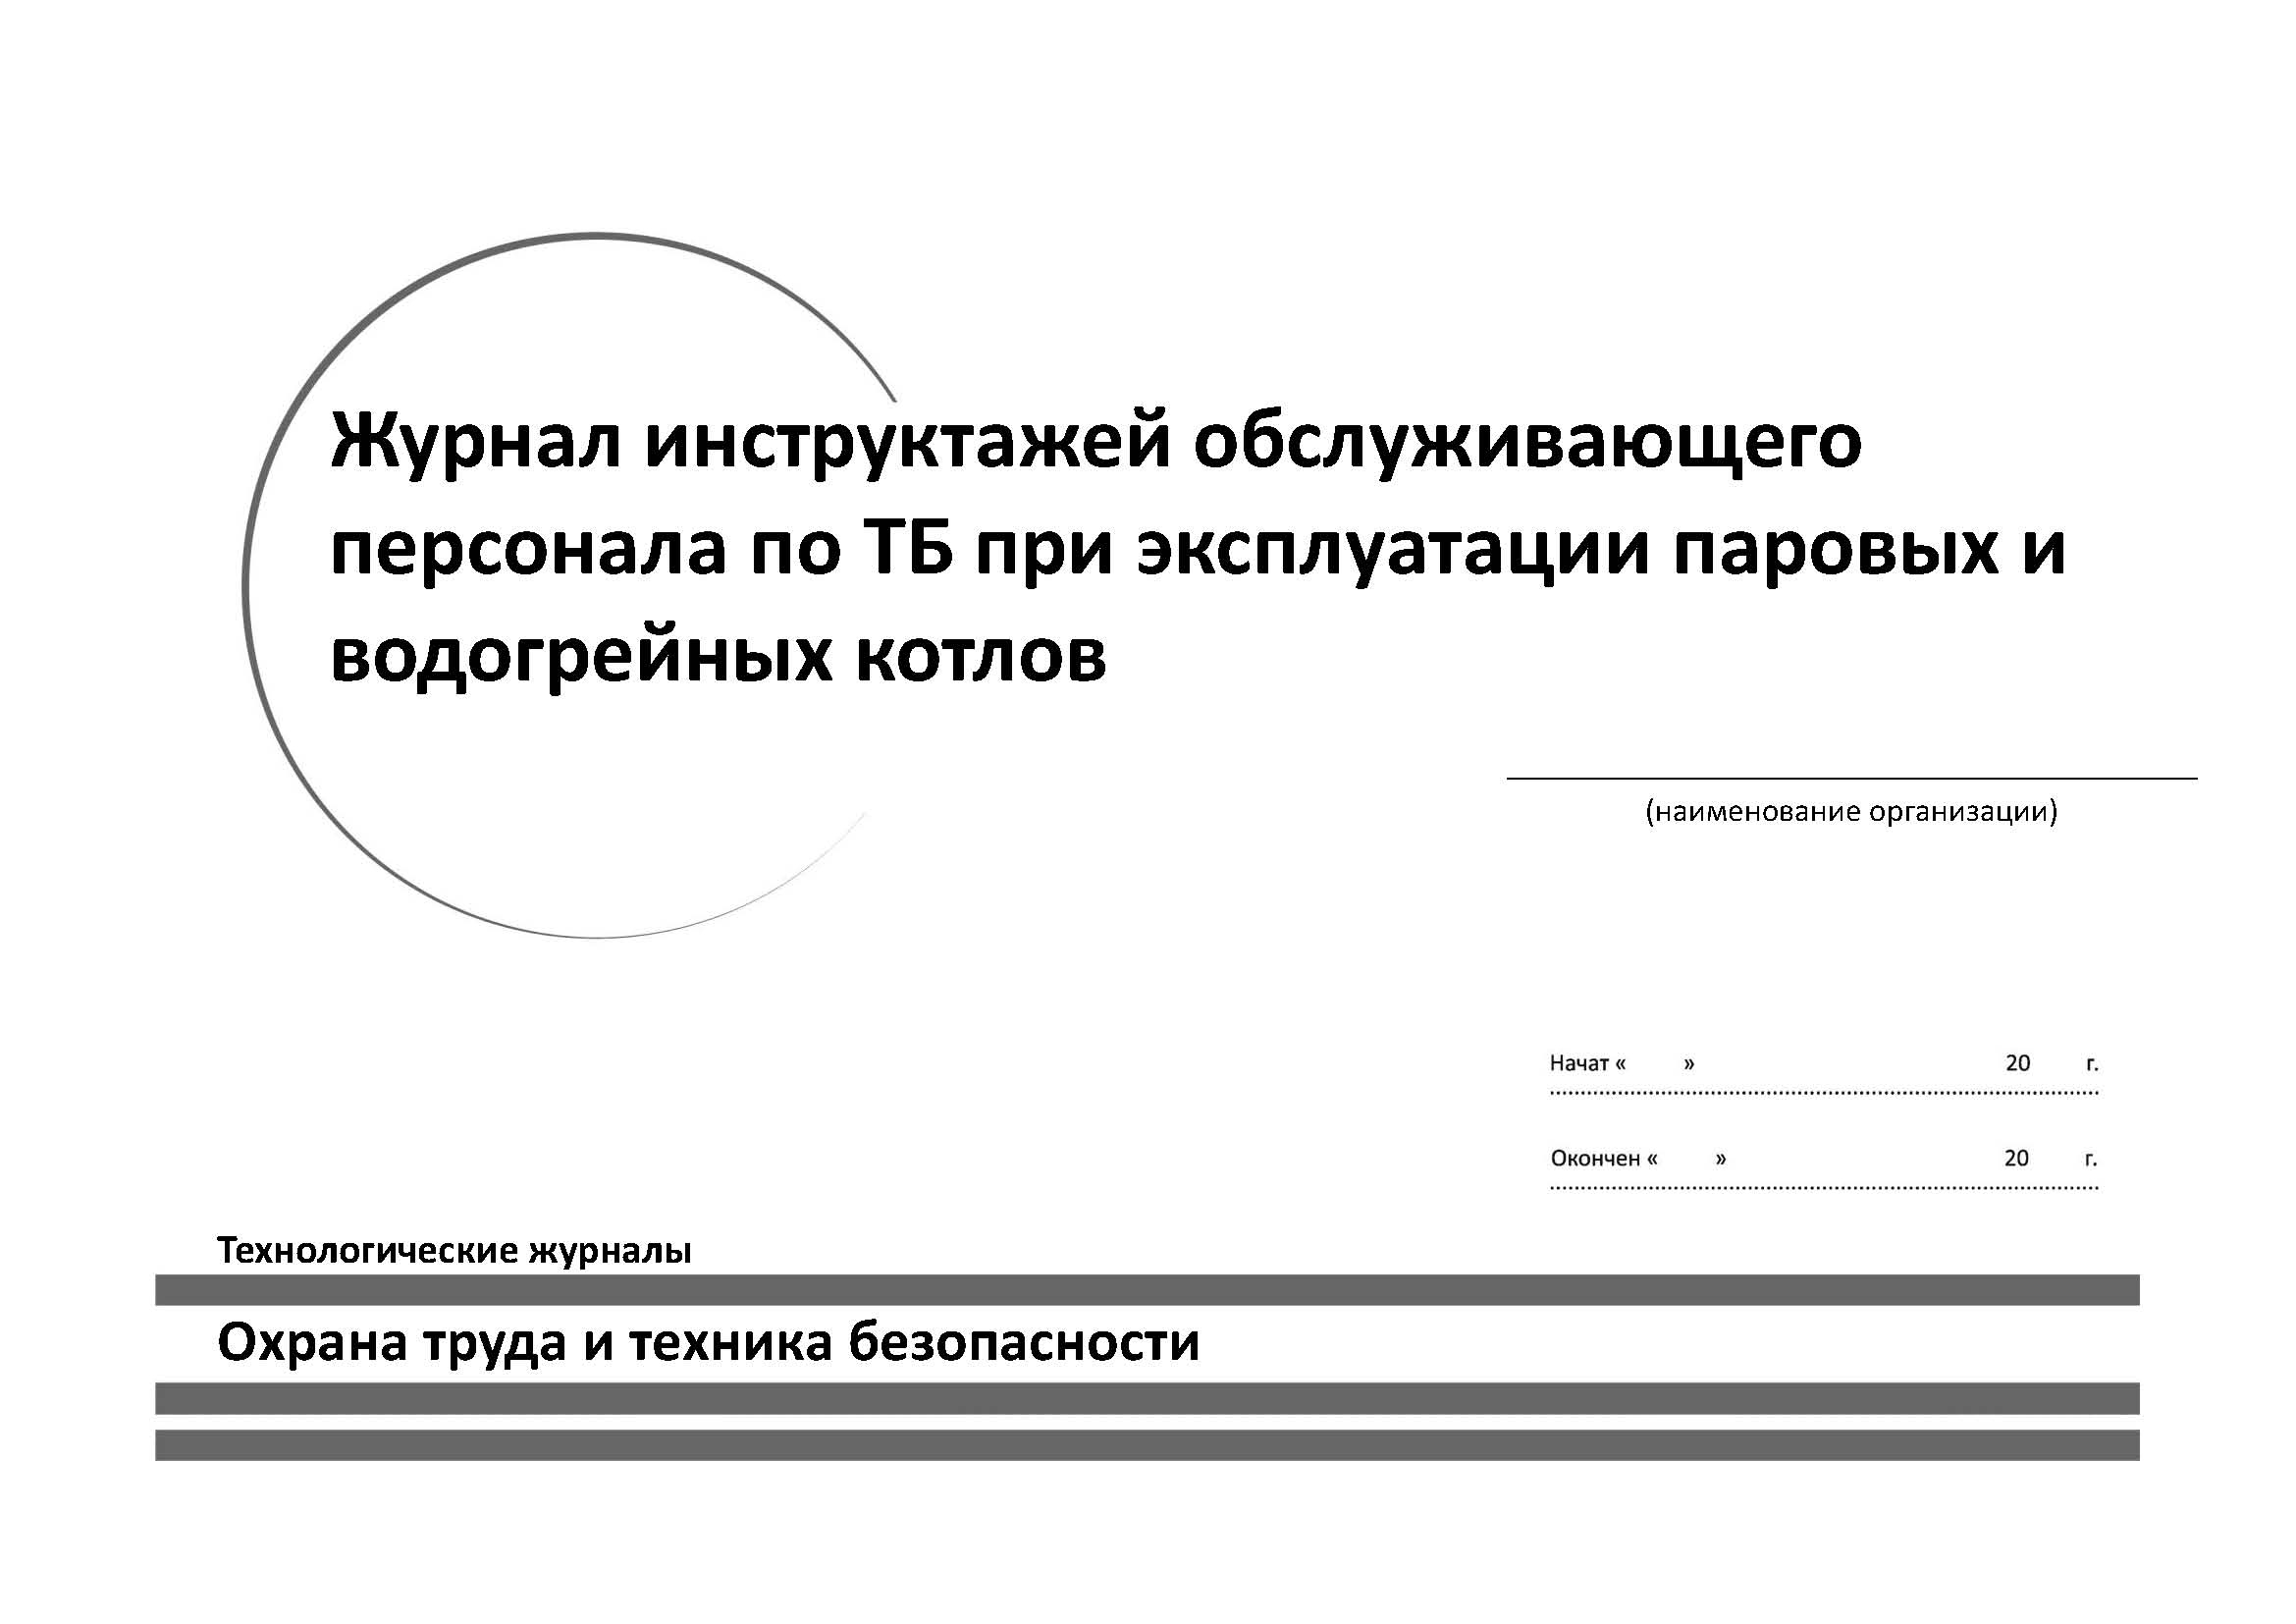 Журнал инструктажей обслуживающего
персонала по ТБ при эксплуатации паровых и
водогрейных котлов
(наименование организации)
Начат « » 20 г.
Окончен « » 20 г.
Технологические журналы
Охрана труда и техника безопасности